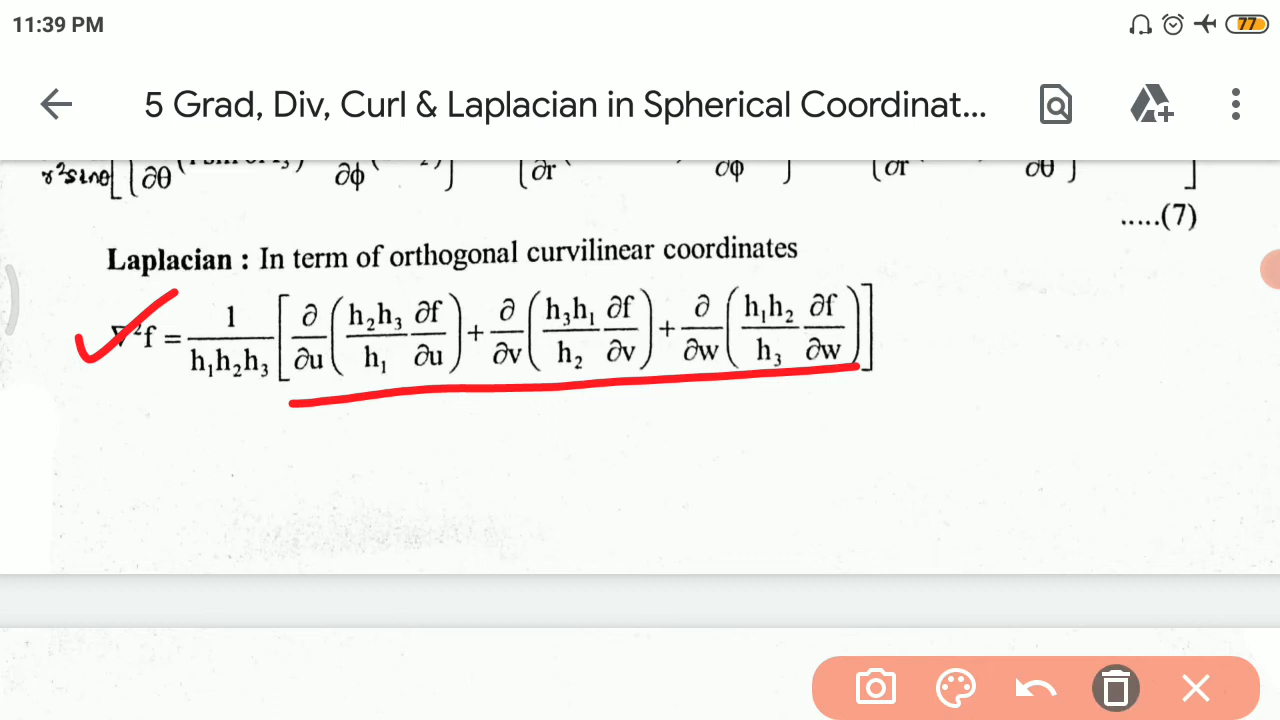 11:39 PM
77
5 Grad, Div, Curl & Laplacian in Spherical Coordinat...
r²sinθ[ ∂θ ∂φ ∂r ∂φ ∂r ∂θ ]
.....(7)
Laplacian : In term of orthogonal curvilinear coordinates
∇²f = 1/(h₁h₂h₃) [ ∂/∂u ( h₂h₃/h₁ ∂f/∂u ) + ∂/∂v ( h₃h₁/h₂ ∂f/∂v ) + ∂/∂w ( h₁h₂/h₃ ∂f/∂w ) ]